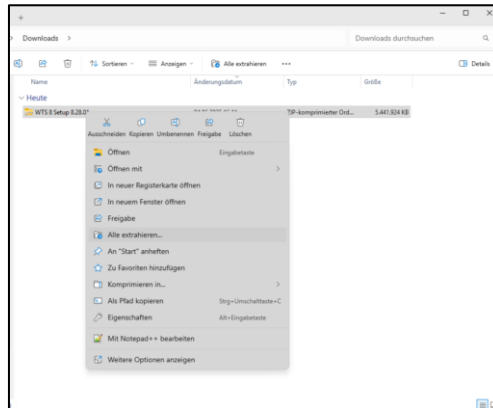 Downloads
Downloads durchsuchen
Sortieren
Anzeigen
Alle extrahieren
Details
Name Änderungsdatum Typ Größe
Heute
WTS 8 Setup 8.28.0 ZIP-komprimierter Ord... 5.441.924 KB
Ausschneiden Kopieren Umbenennen Freigabe Löschen
Öffnen Eingabetaste
Öffnen mit
In neuer Registerkarte öffnen
In neuem Fenster öffnen
Freigabe
Alle extrahieren...
An "Start" anheften
Zu Favoriten hinzufügen
Komprimieren in...
Als Pfad kopieren Strg+Umschalttaste+C
Eigenschaften Alt+Eingabetaste
Mit Notepad++ bearbeiten
Weitere Optionen anzeigen